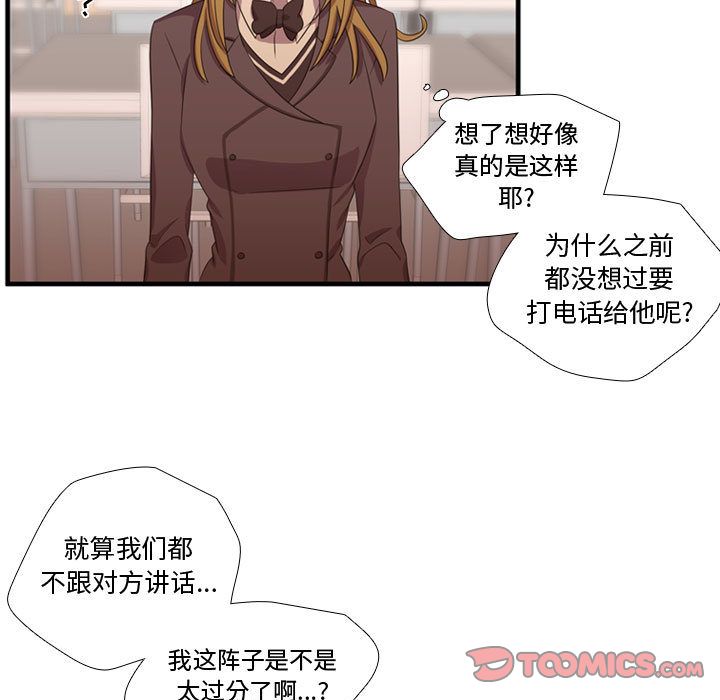 ?
想了想好像
真的是这样
耶?
为什么之前
都没想过要
打电话给他呢?
就算我们都
不跟对方讲话...
我这阵子是不是
太过分了啊...?
TOOMICS.COM